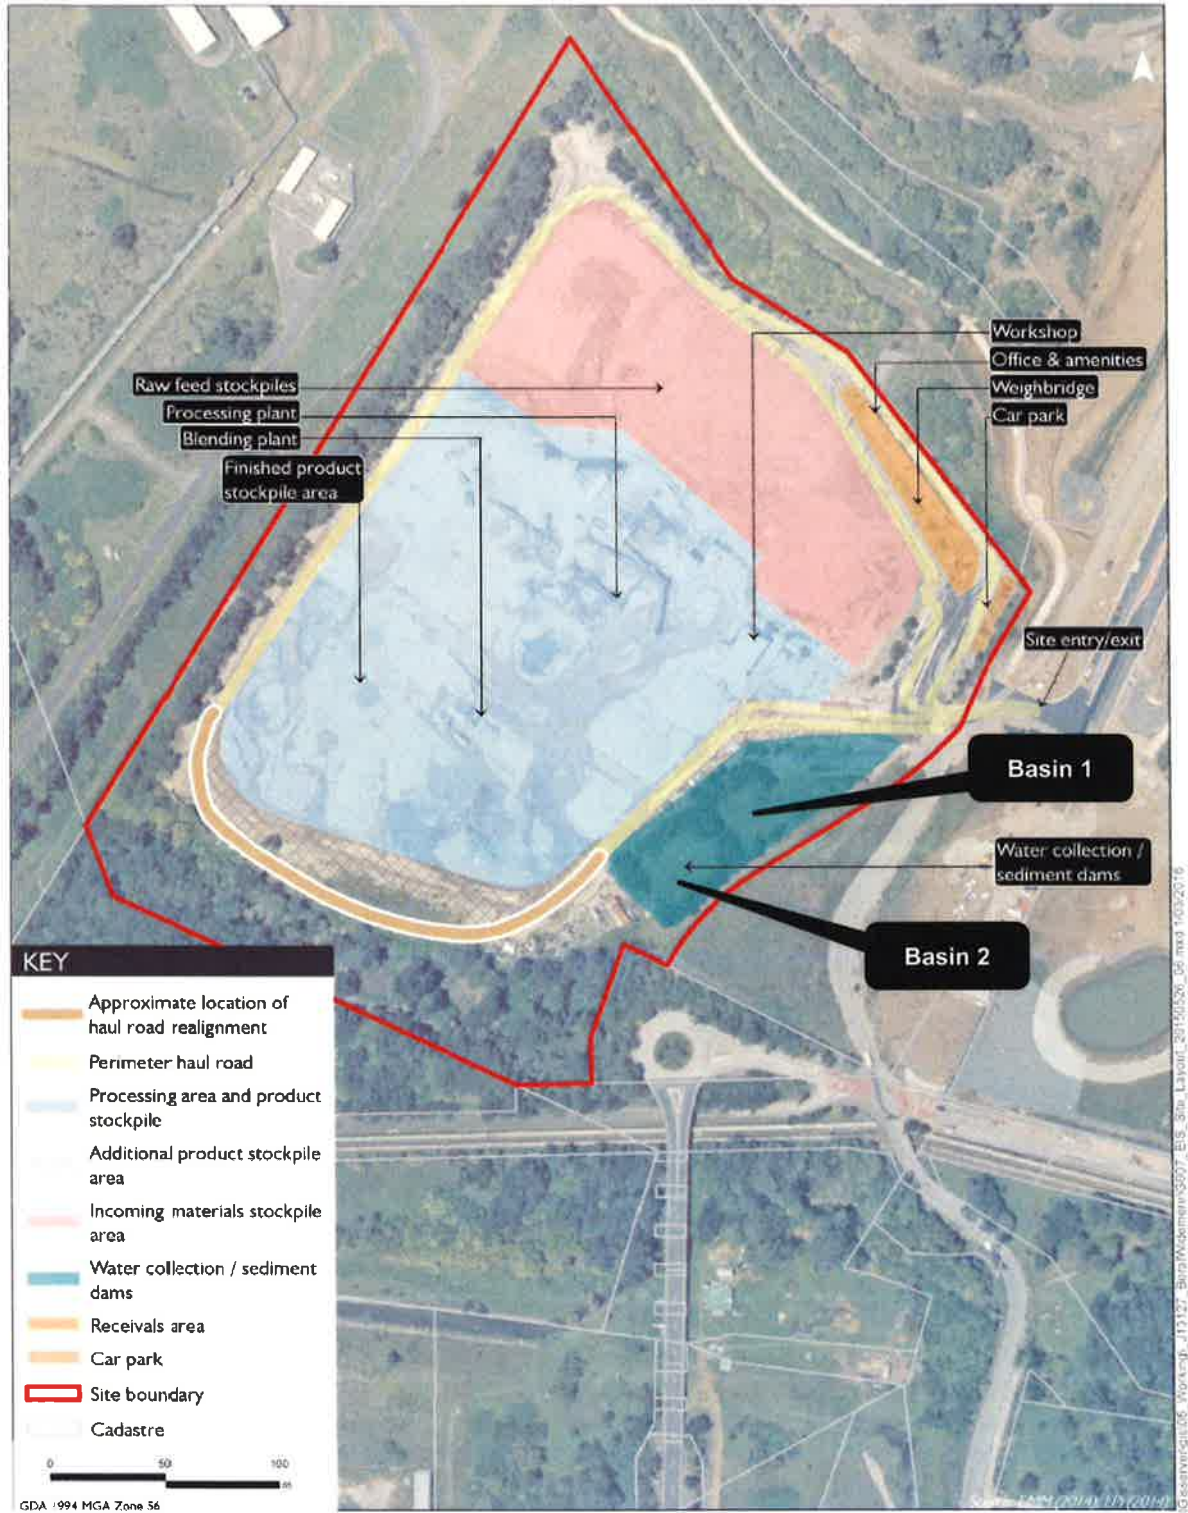 Workshop
Office & amenities
Weighbridge
Car park
Raw feed stockpiles
Processing plant
Blending plant
Finished product
stockpile area
Site entry/exit
Basin 1
Water collection /
sediment dams
Basin 2
KEY
Approximate location of
haul road realignment
Perimeter haul road
Processing area and product
stockpile
Additional product stockpile
area
Incoming materials stockpile
area
Water collection / sediment
dams
Receivals area
Car park
Site boundary
Cadastre
0 50 100
GDA 1994 MGA Zone 56